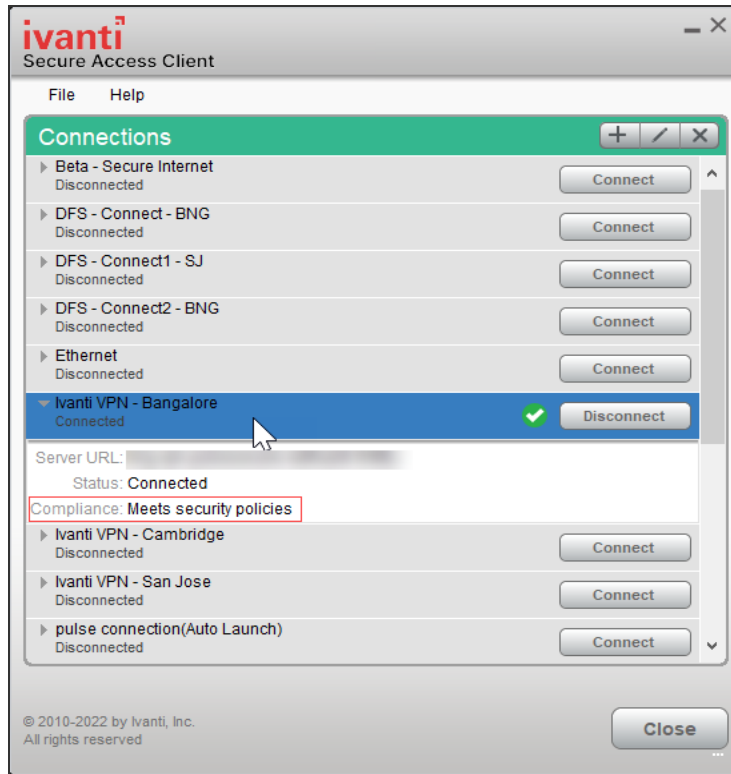 ivanti
Secure Access Client
File Help
Connections
Beta - Secure Internet
Disconnected
Connect
DFS - Connect - BNG
Disconnected
Connect
DFS - Connect1 - SJ
Disconnected
Connect
DFS - Connect2 - BNG
Disconnected
Connect
Ethernet
Disconnected
Connect
Ivanti VPN - Bangalore
Connected
Disconnect
Server URL:
Status: Connected
Compliance: Meets security policies
Ivanti VPN - Cambridge
Disconnected
Connect
Ivanti VPN - San Jose
Disconnected
Connect
pulse connection(Auto Launch)
Disconnected
Connect
© 2010-2022 by Ivanti, Inc.
All rights reserved
Close